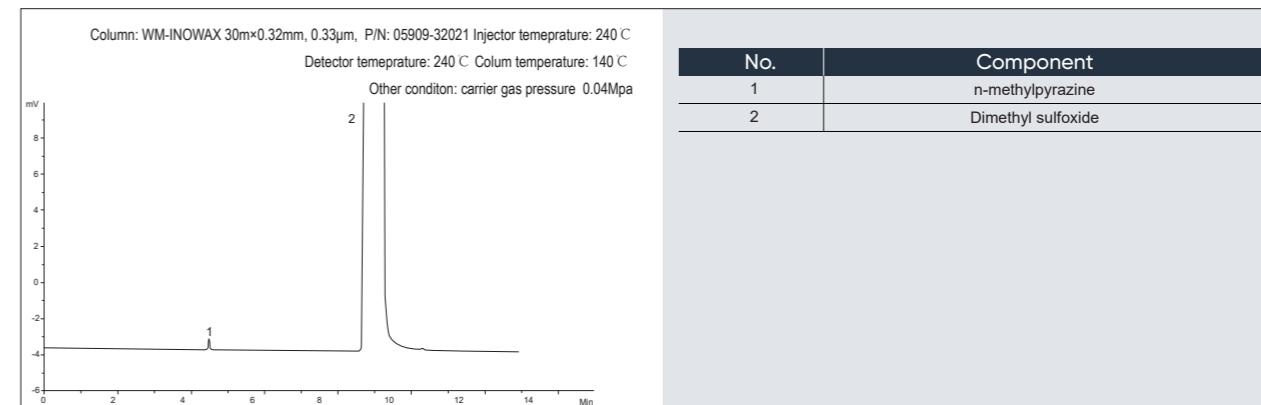 Column: WM-INOWAX 30m×0.32mm, 0.33μm, P/N: 05909-32021 Injector temeprature: 240℃
Detector temeprature: 240℃ Colum temperature: 140℃
Other conditon: carrier gas pressure 0.04Mpa
mV
2
8
6
4
2
0
-2
1
-4
-6
0 2 4 6 8 10 12 14 Min
No. Component
1 n-methylpyrazine
2 Dimethyl sulfoxide